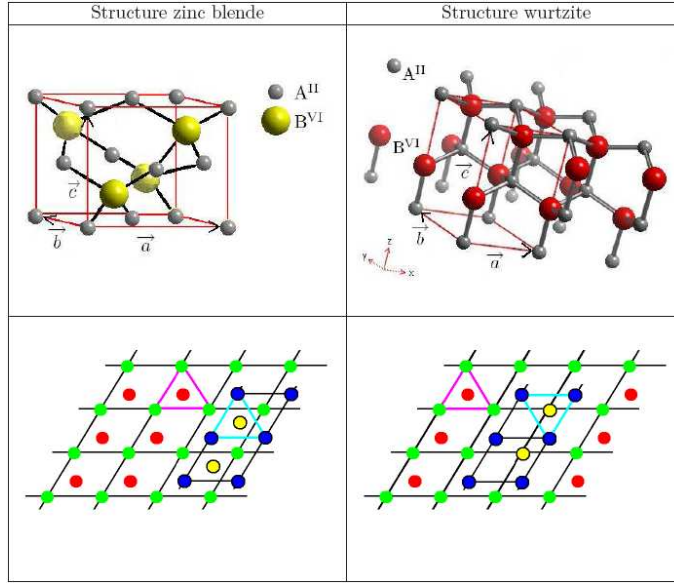 Structure zinc blende
Structure wurtzite
A^II
B^VI
c
b
a
A^II
B^VI
c
b
a
z
y
x